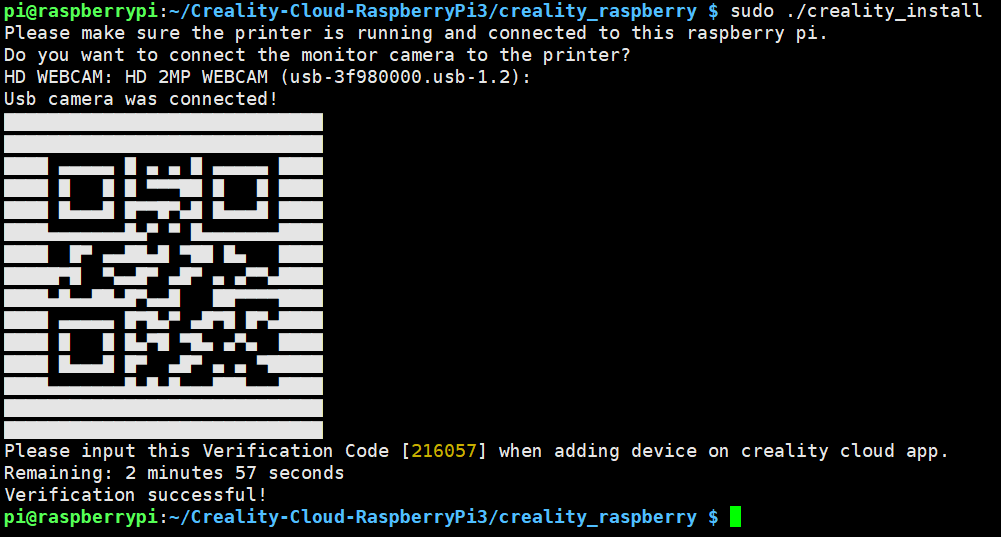 pi@raspberrypi:~/Creality-Cloud-RaspberryPi3/creality_raspberry $ sudo ./creality_install
Please make sure the printer is running and connected to this raspberry pi.
Do you want to connect the monitor camera to the printer?
HD WEBCAM: HD 2MP WEBCAM (usb-3f980000.usb-1.2):
Usb camera was connected!
Please input this Verification Code [216057] when adding device on creality cloud app.
Remaining: 2 minutes 57 seconds
Verification successful!
pi@raspberrypi:~/Creality-Cloud-RaspberryPi3/creality_raspberry $